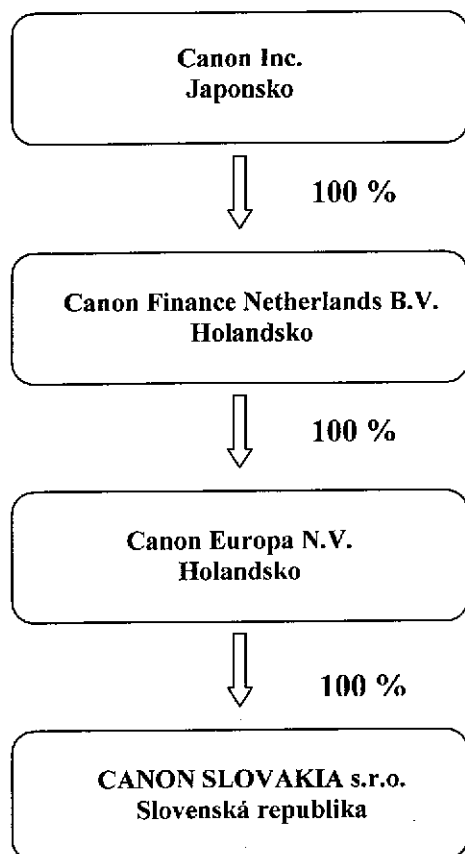 Canon Inc.
Japonsko
100 %
Canon Finance Netherlands B.V.
Holandsko
100 %
Canon Europa N.V.
Holandsko
100 %
CANON SLOVAKIA s.r.o.
Slovenská republika